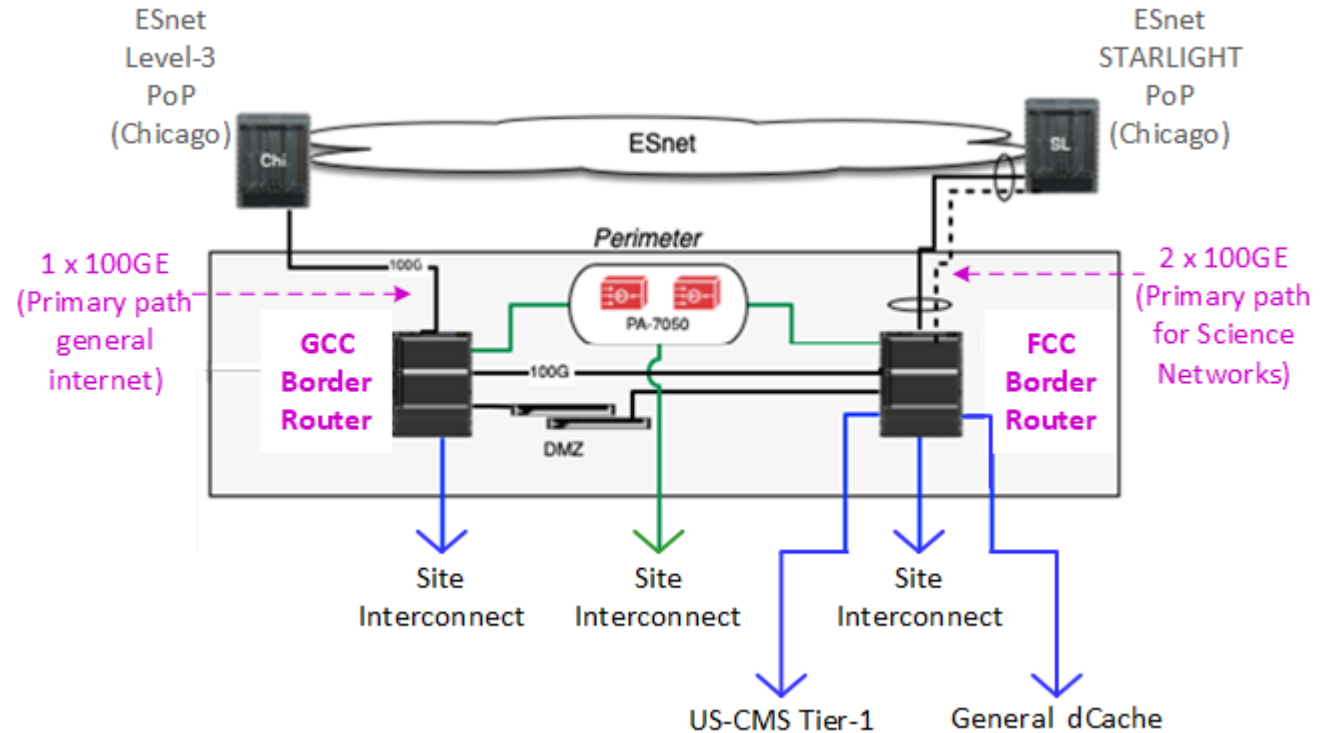 ESnet
Level-3
PoP
(Chicago)
ESnet
STARLIGHT
PoP
(Chicago)
Chi
ESnet
SL
Perimeter
1 x 100GE
(Primary path
general
internet)
100G
PA-7050
2 x 100GE
(Primary path
for Science
Networks)
GCC
Border
Router
100G
FCC
Border
Router
DMZ
Site
Interconnect
Site
Interconnect
Site
Interconnect
US-CMS Tier-1
General dCache